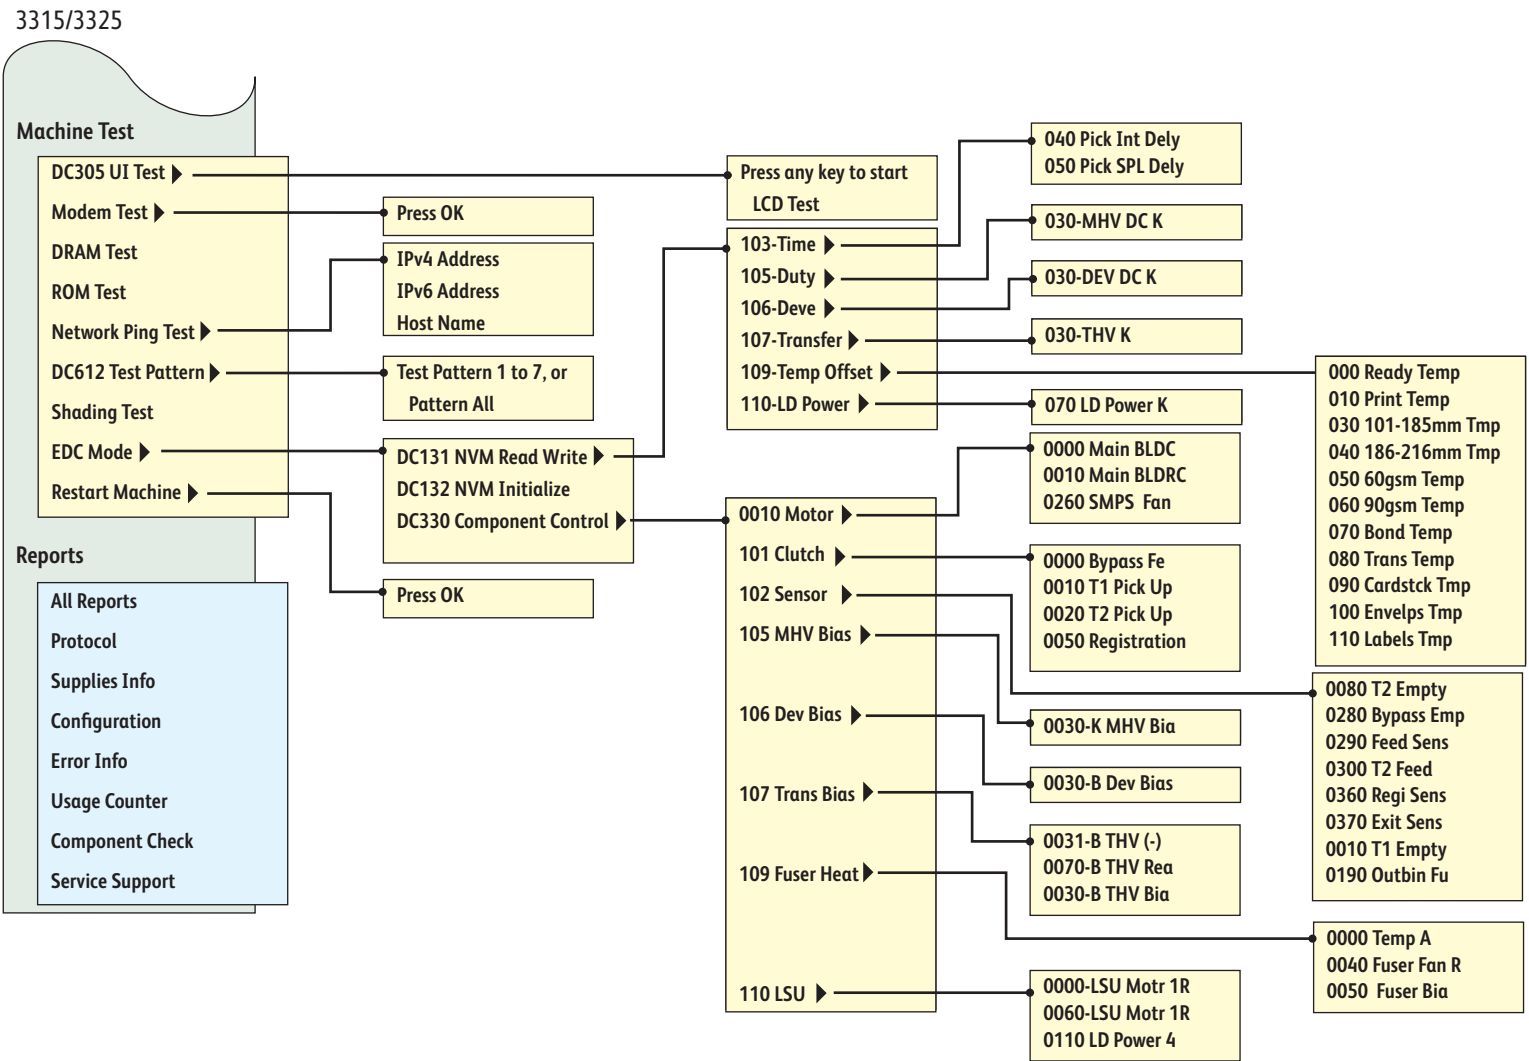 3315/3325
Machine Test
DC305 UI Test
Modem Test
DRAM Test
ROM Test
Network Ping Test
DC612 Test Pattern
Shading Test
EDC Mode
Restart Machine
Reports
All Reports
Protocol
Supplies Info
Configuration
Error Info
Usage Counter
Component Check
Service Support
Press OK
IPv4 Address
IPv6 Address
Host Name
Test Pattern 1 to 7, or
Pattern All
DC131 NVM Read Write
DC132 NVM Initialize
DC330 Component Control
Press OK
Press any key to start
LCD Test
103-Time
105-Duty
106-Deve
107-Transfer
109-Temp Offset
110-LD Power
0010 Motor
101 Clutch
102 Sensor
105 MHV Bias
106 Dev Bias
107 Trans Bias
109 Fuser Heat
110 LSU
040 Pick Int Dely
050 Pick SPL Dely
030-MHV DC K
030-DEV DC K
030-THV K
070 LD Power K
0000 Main BLDC
0010 Main BLDRC
0260 SMPS  Fan
0000 Bypass Fe
0010 T1 Pick Up
0020 T2 Pick Up
0050 Registration
0030-K MHV Bia
0030-B Dev Bias
0031-B THV (-)
0070-B THV Rea
0030-B THV Bia
0000-LSU Motr 1R
0060-LSU Motr 1R
0110 LD Power 4
000 Ready Temp
010 Print Temp
030 101-185mm Tmp
040 186-216mm Tmp
050 60gsm Temp
060 90gsm Temp
070 Bond Temp
080 Trans Temp
090 Cardstck Tmp
100 Envelps Tmp
110 Labels Tmp
0080 T2 Empty
0280 Bypass Emp
0290 Feed Sens
0300 T2 Feed
0360 Regi Sens
0370 Exit Sens
0010 T1 Empty
0190 Outbin Fu
0000 Temp A
0040 Fuser Fan R
0050  Fuser Bia